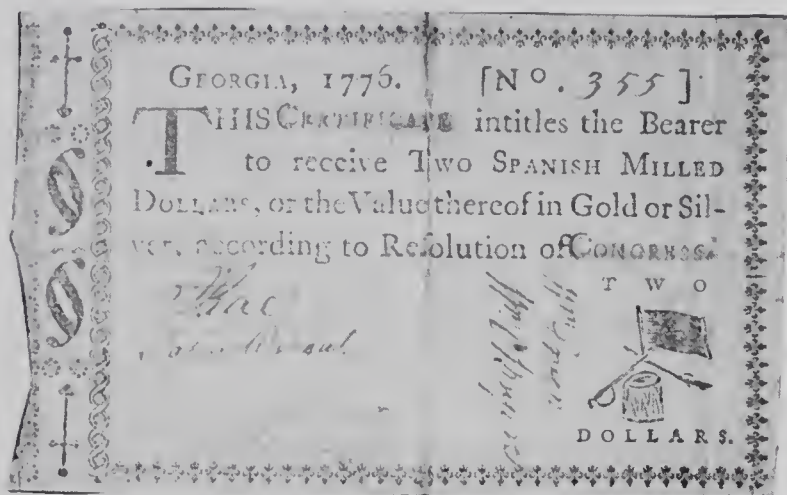 GEORGIA, 1776. [No. 355]
THIS CERTIFICATE intitles the Bearer
to receive TWO SPANISH MILLED
DOLLARS, or the Value thereof in Gold or Sil-
ver, according to Reſolution of CONGRESS.
TWO
DOLLARS.